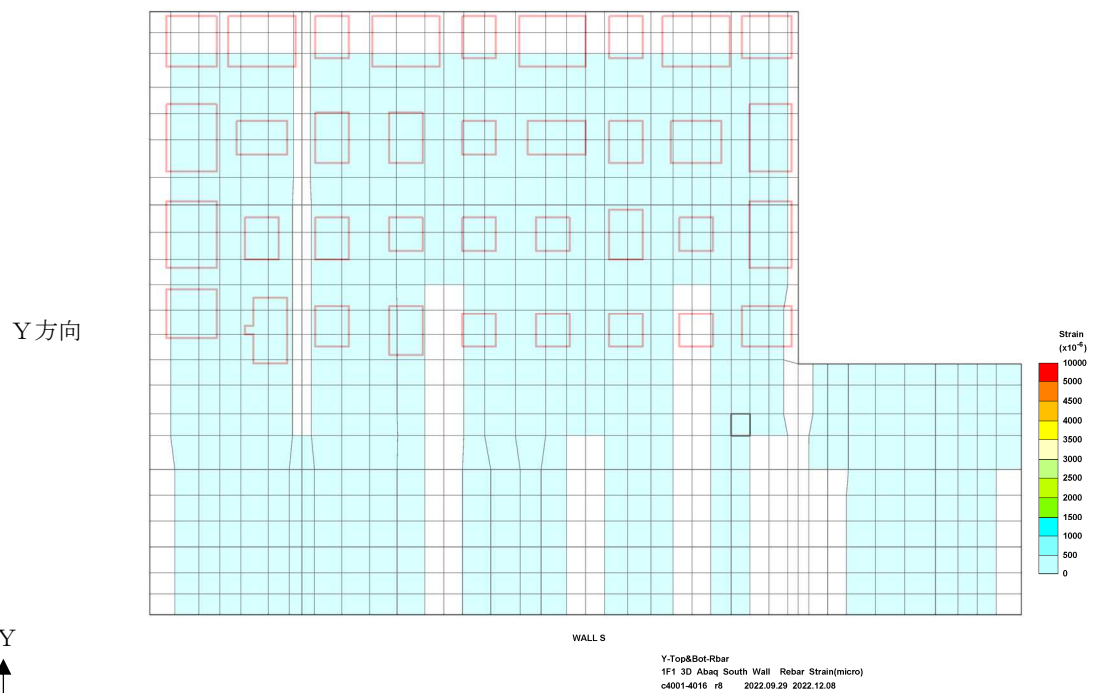 Y方向
Strain
(x10-6)
10000
5000
4500
4000
3500
3000
2500
2000
1500
1000
500
0
WALL S
Y
Y-Top&Bot-Rbar
1F1 3D Abaq South Wall Rebar Strain(micro)
c4001-4016 r8 2022.09.29 2022.12.08